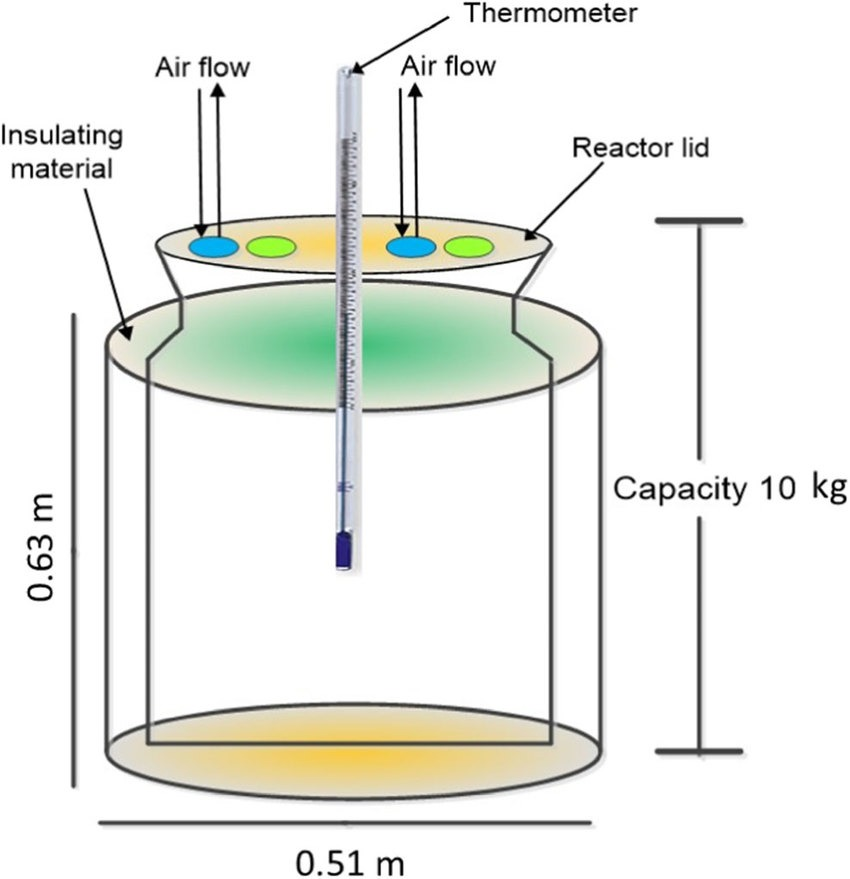 Thermometer
Air flow
Air flow
Insulating
material
Reactor lid
Capacity 10 kg
0.63 m
0.51 m